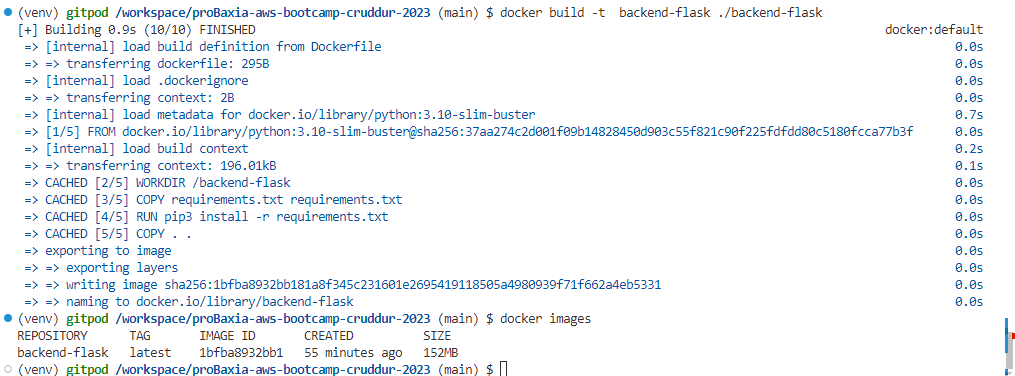 (venv) gitpod /workspace/proBaxia-aws-bootcamp-cruddur-2023 (main) $ docker build -t  backend-flask ./backend-flask
[+] Building 0.9s (10/10) FINISHED docker:default
=> [internal] load build definition from Dockerfile 0.0s
=> => transferring dockerfile: 295B 0.0s
=> [internal] load .dockerignore 0.0s
=> => transferring context: 2B 0.0s
=> [internal] load metadata for docker.io/library/python:3.10-slim-buster 0.7s
=> [1/5] FROM docker.io/library/python:3.10-slim-buster@sha256:37aa274c2d001f09b14828450d903c55f821c90f225fdfdd80c5180fcca77b3f 0.0s
=> [internal] load build context 0.2s
=> => transferring context: 196.01kB 0.1s
=> CACHED [2/5] WORKDIR /backend-flask 0.0s
=> CACHED [3/5] COPY requirements.txt requirements.txt 0.0s
=> CACHED [4/5] RUN pip3 install -r requirements.txt 0.0s
=> CACHED [5/5] COPY . . 0.0s
=> exporting to image 0.0s
=> => exporting layers 0.0s
=> => writing image sha256:1bfba8932bb181a8f345c231601e2695419118505a4980939f71f662a4eb5331 0.0s
=> => naming to docker.io/library/backend-flask 0.0s
(venv) gitpod /workspace/proBaxia-aws-bootcamp-cruddur-2023 (main) $ docker images
REPOSITORY TAG IMAGE ID CREATED SIZE
backend-flask latest 1bfba8932bb1 55 minutes ago 152MB
(venv) gitpod /workspace/proBaxia-aws-bootcamp-cruddur-2023 (main) $